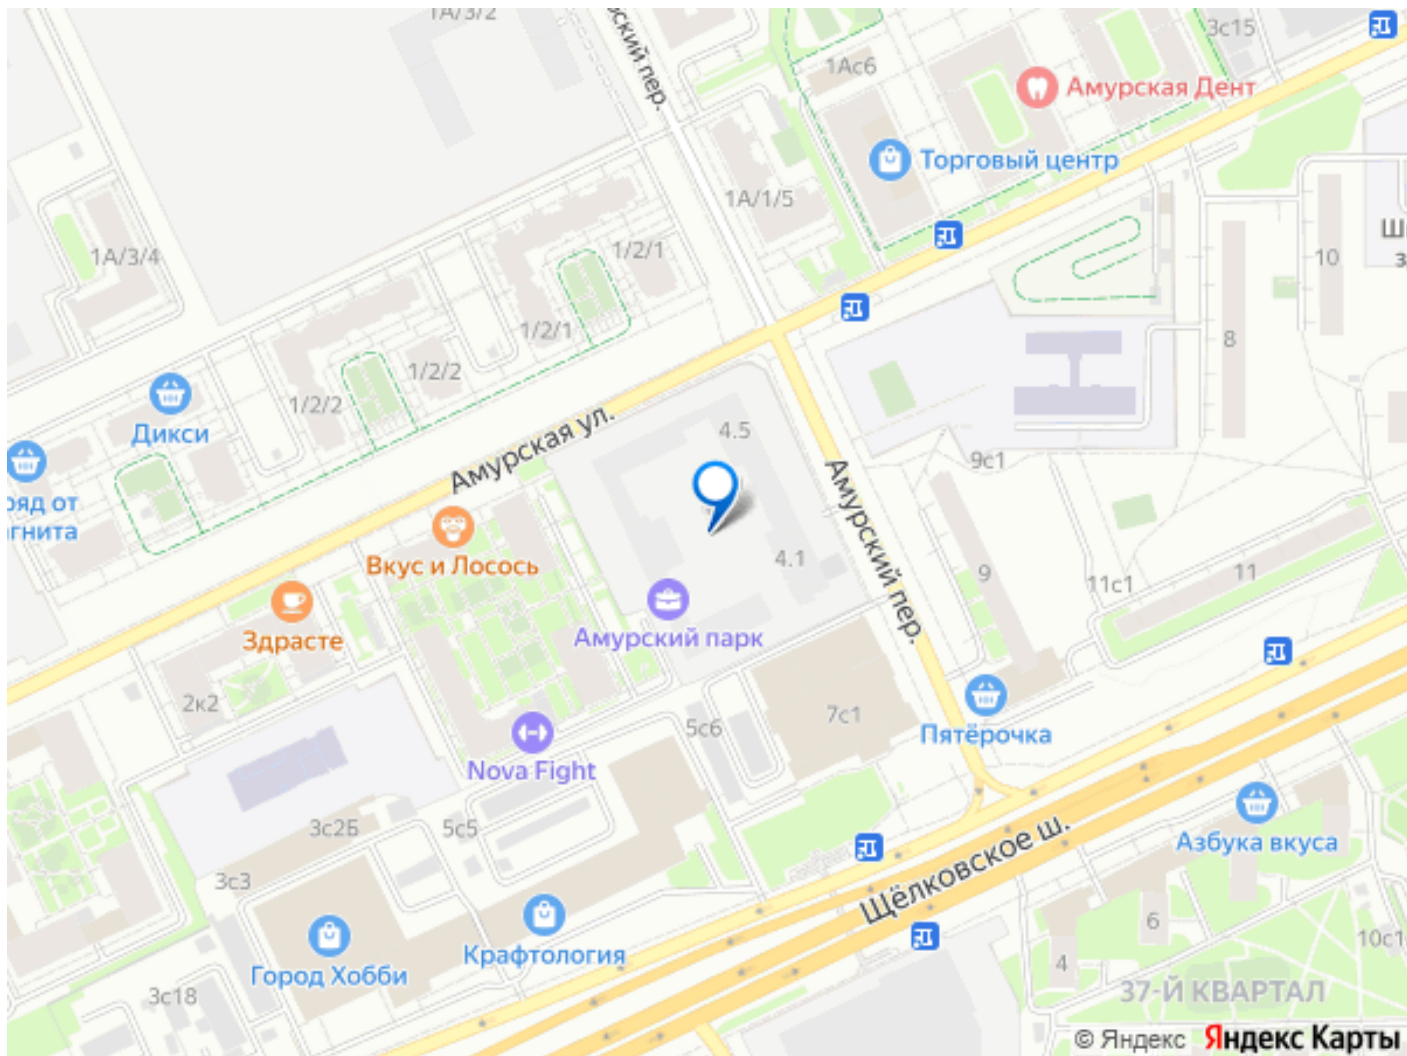 1А/3/2
ский пер.
3с15
1Ас6
Амурская Дент
Торговый центр
1А/1/5
1А/3/4
1/2/1
10
1/2/1
8
1/2/2
1/2/2
Дикси
Амурская ул.
4.5
9с1
Амурский пер.
Вкус и Лосось
4.1
9
11с1
11
Здрасте
Амурский парк
2к2
5с6
7с1
Пятёрочка
Nova Fight
3с2Б
5с5
Щёлковское ш.
Азбука вкуса
3с3
Город Хобби
Крафтология
6
4
10с1
3с18
37-Й КВАРТАЛ
© Яндекс Яндекс Карты